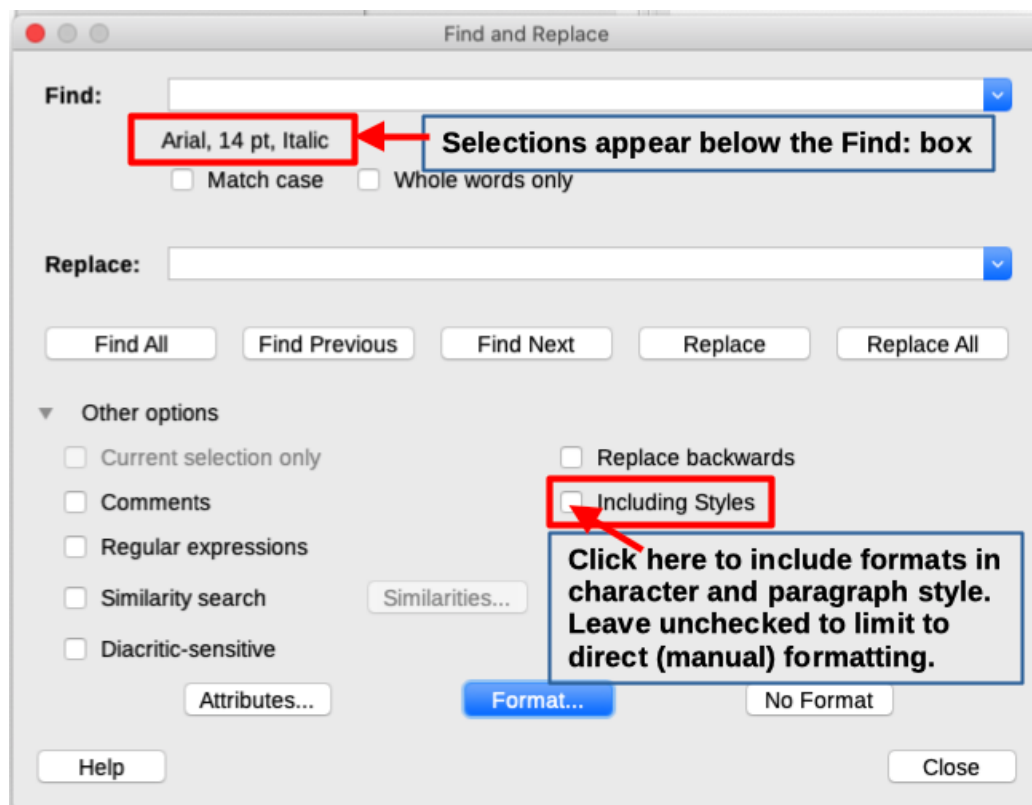 Find and Replace
Find:
Arial, 14 pt, Italic
Selections appear below the Find: box
Match case Whole words only
Replace:
Find All Find Previous Find Next Replace Replace All
Other options
Current selection only Replace backwards
Comments Including Styles
Regular expressions
Similarity search Similarities...
Diacritic-sensitive
Click here to include formats in
character and paragraph style.
Leave unchecked to limit to
direct (manual) formatting.
Attributes... Format... No Format
Help Close